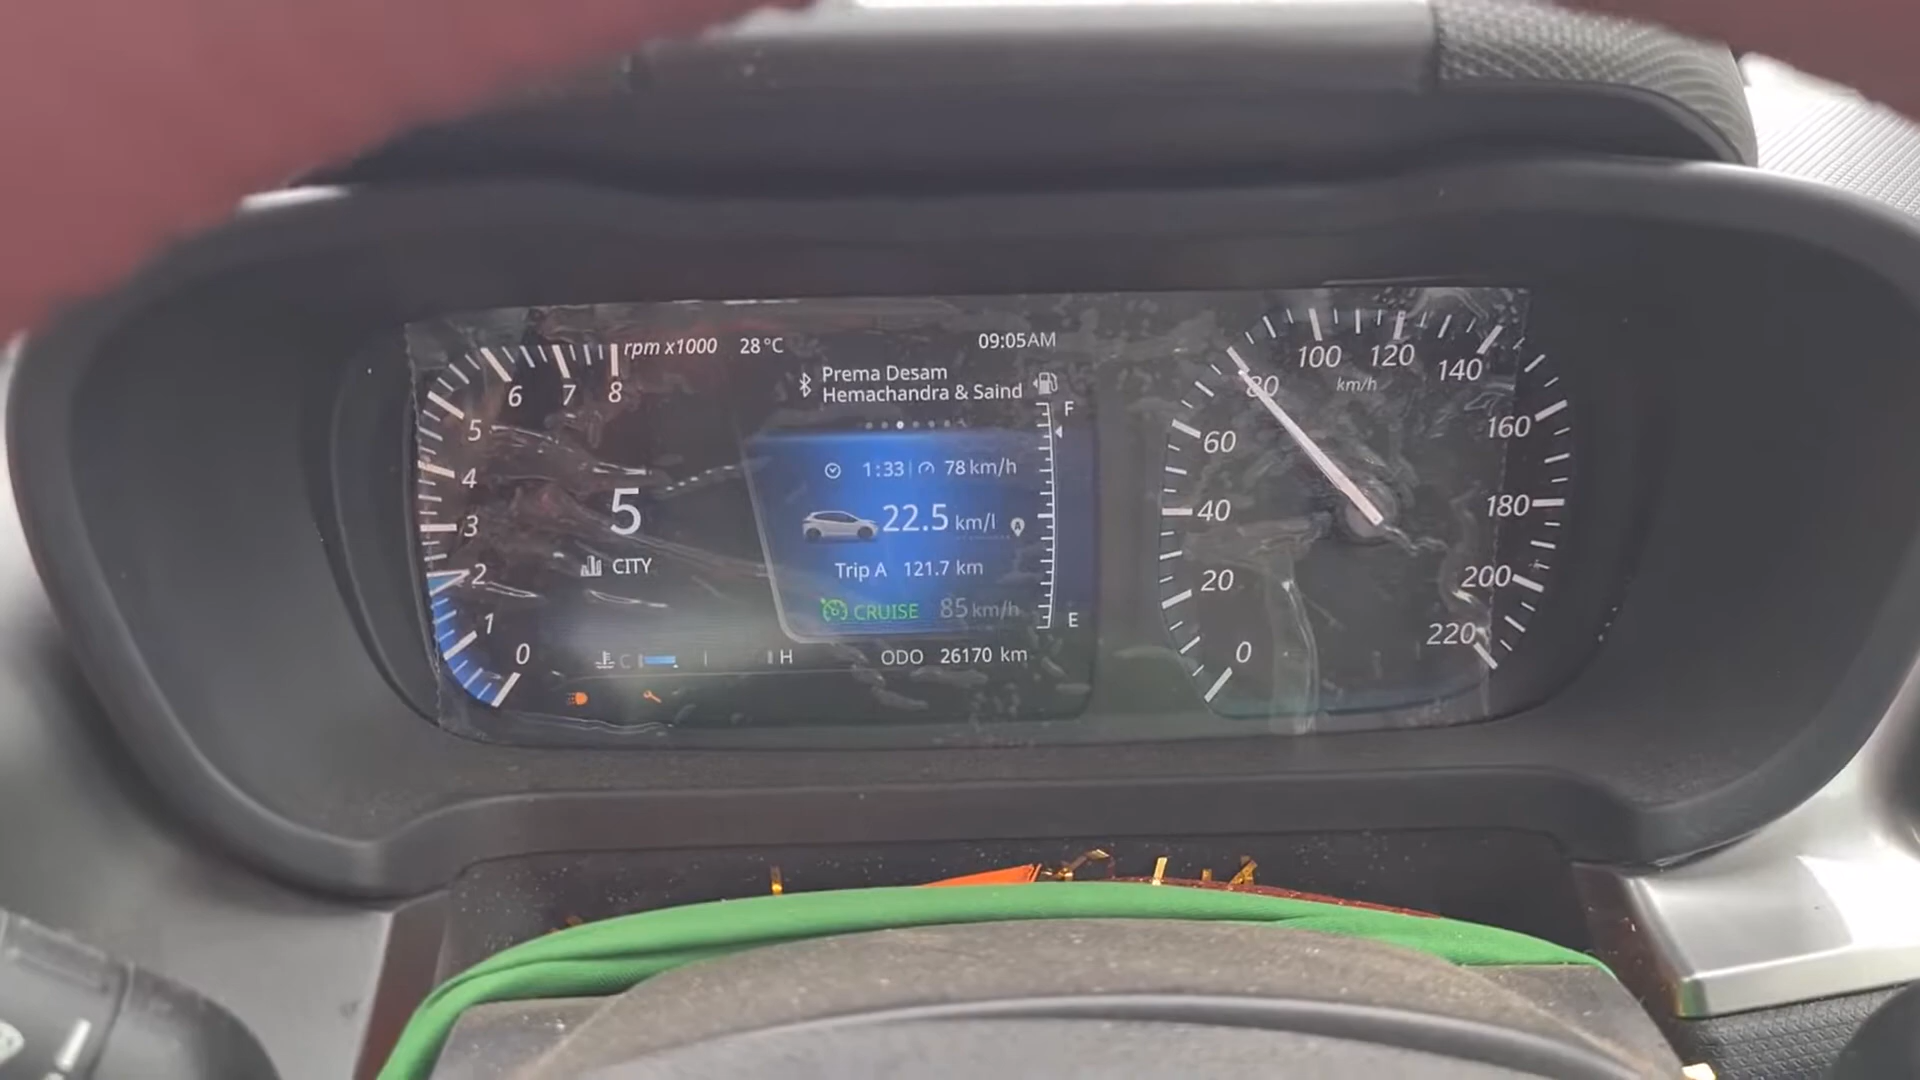 rpm x1000
28°C
09:05AM
Prema Desam
Hemachandra & Saind
0
1
2
3
4
5
6
7
8
5
CITY
1:33
78 km/h
22.5 km/l
A
Trip A 121.7 km
CRUISE 85 km/h
F
E
C
H
ODO 26170 km
0
20
40
60
80
100
120
140
160
180
200
220
km/h